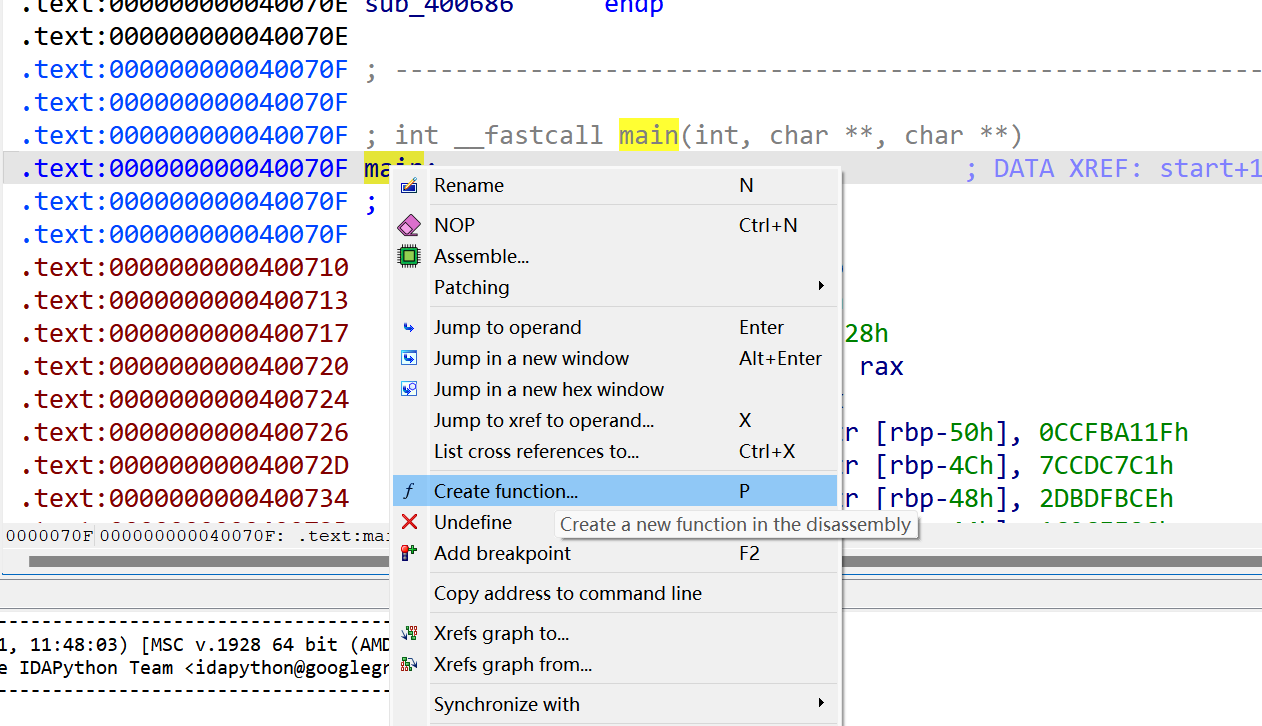 .text:000000000040070E sub_400686 endp
.text:000000000040070E
.text:000000000040070F ; ----------------------------------------------------------
.text:000000000040070F
.text:000000000040070F ; int __fastcall main(int, char **, char **)
.text:000000000040070F main: ; DATA XREF: start+1
.text:000000000040070F ;
.text:000000000040070F
.text:0000000000400710
.text:0000000000400713
.text:0000000000400717 28h
.text:0000000000400720 rax
.text:0000000000400724
.text:0000000000400726 r [rbp-50h], 0CCFBA11Fh
.text:000000000040072D r [rbp-4Ch], 7CCDC7C1h
.text:0000000000400734 r [rbp-48h], 2DBDFBCEh
Rename N
NOP Ctrl+N
Assemble...
Patching
Jump to operand Enter
Jump in a new window Alt+Enter
Jump in a new hex window
Jump to xref to operand... X
List cross references to... Ctrl+X
Create function... P
Undefine
Create a new function in the disassembly
Add breakpoint F2
Copy address to command line
Xrefs graph to...
Xrefs graph from...
Synchronize with
0000070F 000000000040070F: .text:mai
1, 11:48:03) [MSC v.1928 64 bit (AMD
e IDAPython Team <idapython@googlegr